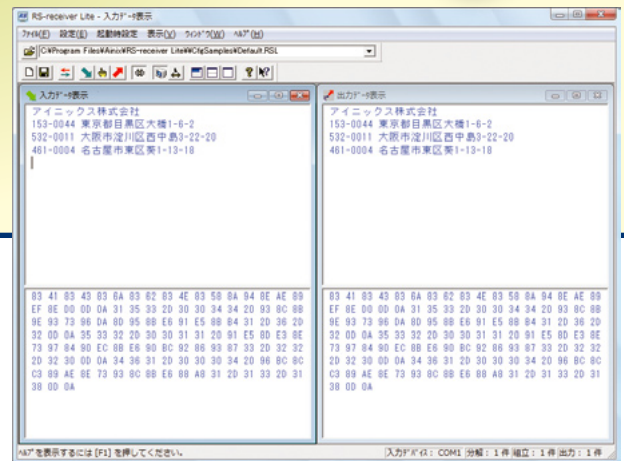 RS-receiver Lite - 入力ﾃﾞｰﾀ表示
ﾌｧｲﾙ(F) 設定(E) 起動時設定 表示(V) ｳｨﾝﾄﾞｳ(W) ﾍﾙﾌﾟ(H)
C:¥Program Files¥Ainix¥RS-receiver Lite¥CfgSamples¥Default.RSL
入力ﾃﾞｰﾀ表示
アイニックス株式会社
153-0044 東京都目黒区大橋1-6-2
532-0011 大阪市淀川区西中島3-22-20
461-0004 名古屋市東区葵1-13-18
83 41 83 43 83 6A 83 62 83 4E 83 58 8A 94 8E AE 89
EF 8E D0 0D 0A 31 35 33 2D 30 30 34 34 20 93 8C 8B
9E 93 73 96 DA 8D 95 8B E6 91 E5 8B B4 31 2D 36 2D
32 0D 0A 35 33 32 2D 30 30 31 31 20 91 E5 8D E3 8E
73 97 84 90 EC 8B E6 90 BC 92 86 93 87 33 2D 32 32
2D 32 30 0D 0A 34 36 31 2D 30 30 30 34 20 96 BC 8C
C3 89 AE 8E 73 93 8C 8B E6 88 A8 31 2D 31 33 2D 31
38 0D 0A
出力ﾃﾞｰﾀ表示
アイニックス株式会社
153-0044 東京都目黒区大橋1-6-2
532-0011 大阪市淀川区西中島3-22-20
461-0004 名古屋市東区葵1-13-18
83 41 83 43 83 6A 83 62 83 4E 83 58 8A 94 8E AE 89
EF 8E D0 0D 0A 31 35 33 2D 30 30 34 34 20 93 8C 8B
9E 93 73 96 DA 8D 95 8B E6 91 E5 8B B4 31 2D 36 2D
32 0D 0A 35 33 32 2D 30 30 31 31 20 91 E5 8D E3 8E
73 97 84 90 EC 8B E6 90 BC 92 86 93 87 33 2D 32 32
2D 32 30 0D 0A 34 36 31 2D 30 30 30 34 20 96 BC 8C
C3 89 AE 8E 73 93 8C 8B E6 88 A8 31 2D 31 33 2D 31
38 0D 0A
ﾍﾙﾌﾟを表示するには [F1] を押してください。
入力ﾃﾞﾊﾞｲｽ: COM1 分解: 1 件 組立: 1 件 出力: 1 件